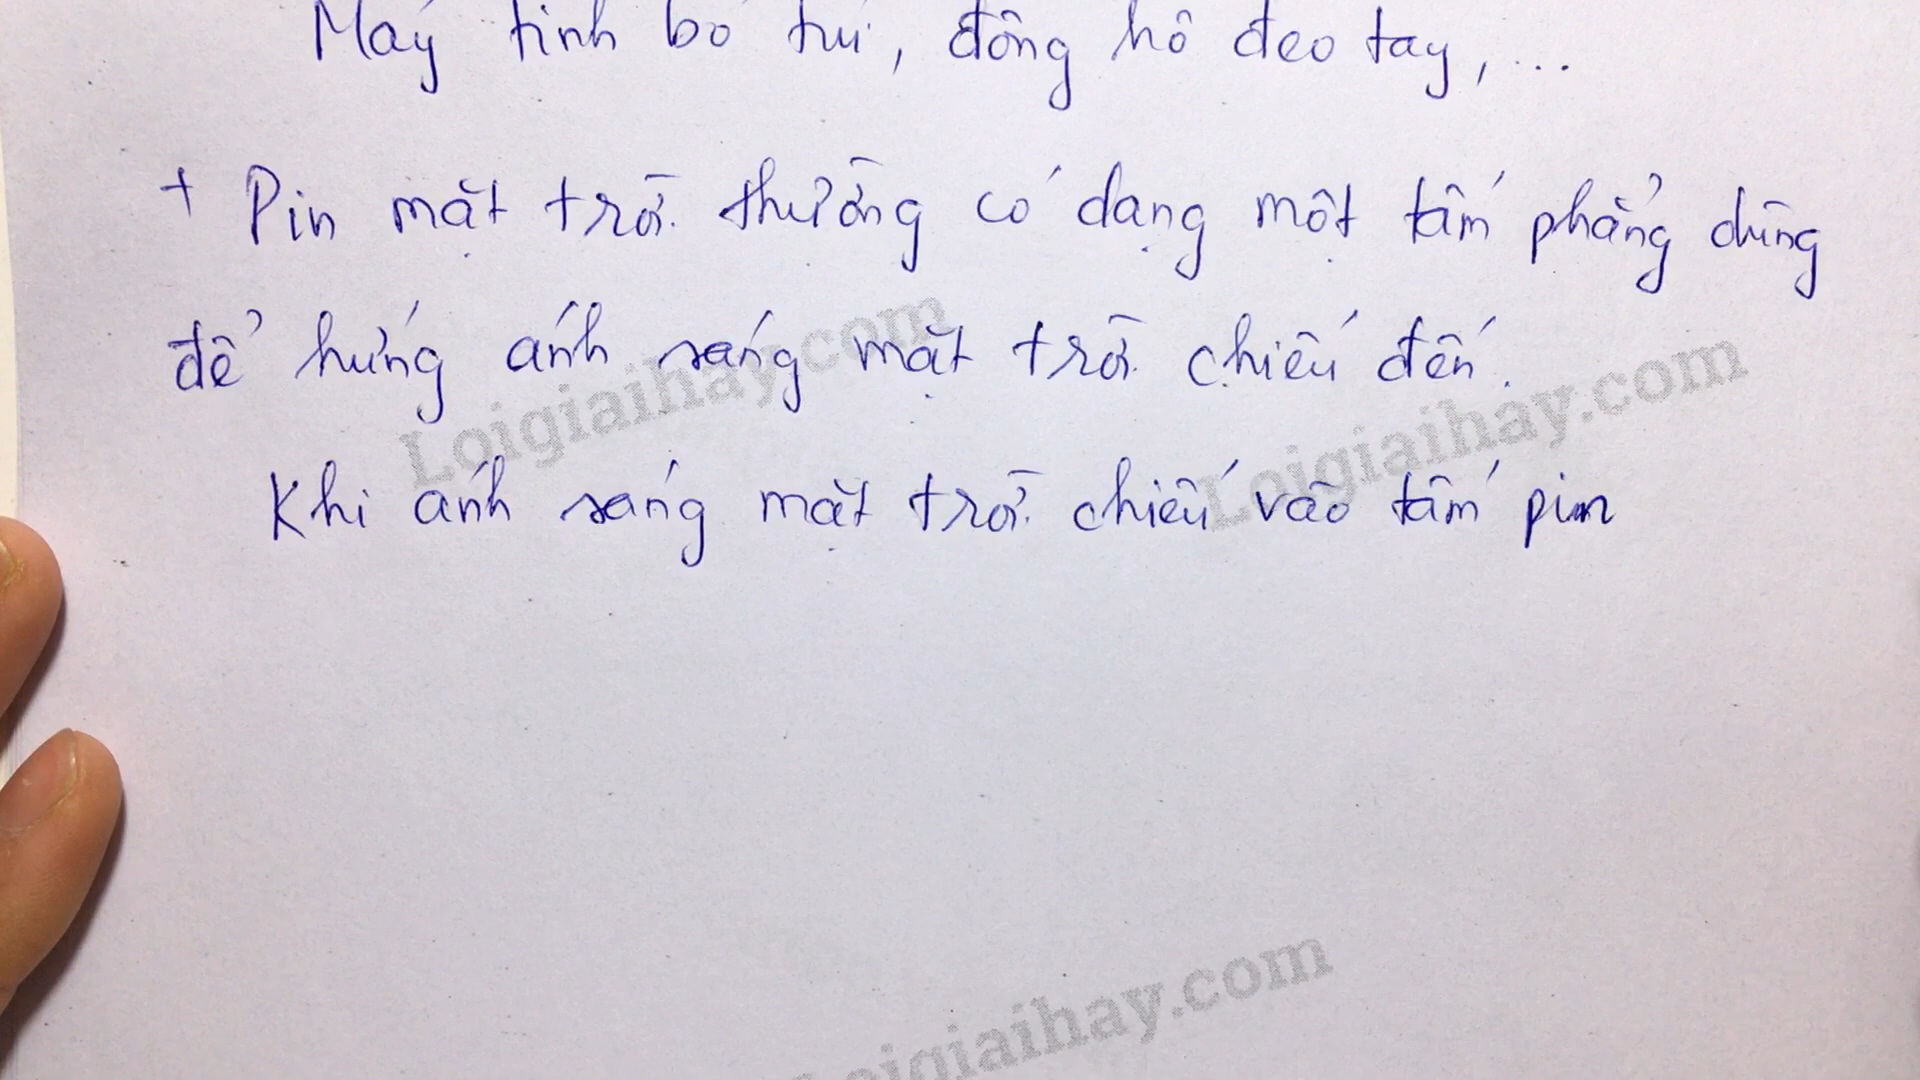 Máy tính bỏ túi, đồng hồ đeo tay, ...
+ Pin mặt trời thường có dạng một tấm phẳng dùng
để hứng ánh sáng mặt trời chiếu đến.
Khi ánh sáng mặt trời chiếu vào tấm pin
Loigiaihay.com
Loigiaihay.com
Loigiaihay.com